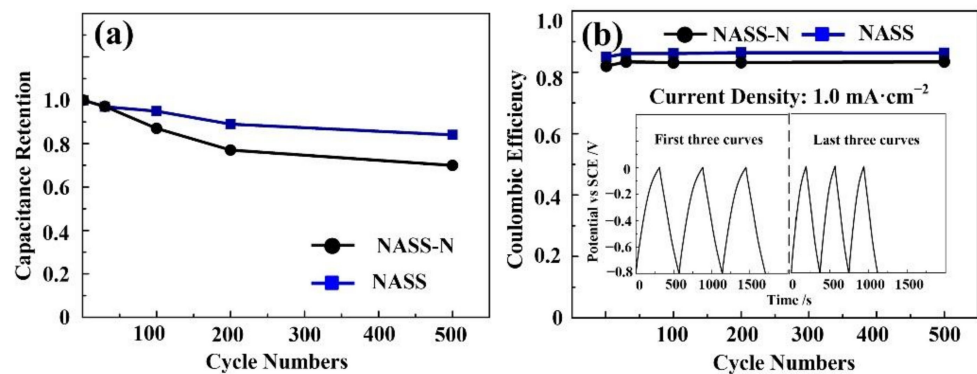 (a)
Capacitance Retention
1.0
0.8
0.6
0.4
0.2
0
NASS-N
NASS
100
200
300
400
500
Cycle Numbers
(b)
NASS-N
NASS
Current Density: 1.0 mA·cm−2
Coulombic Efficiency
1.0
0.8
0.6
0.4
0.2
0
First three curves
Last three curves
Potential vs SCE /V
0
−0.2
−0.4
−0.6
−0.8
0
500
1000
1500
0
500
1000
1500
Time /s
0
100
200
300
400
500
Cycle Numbers